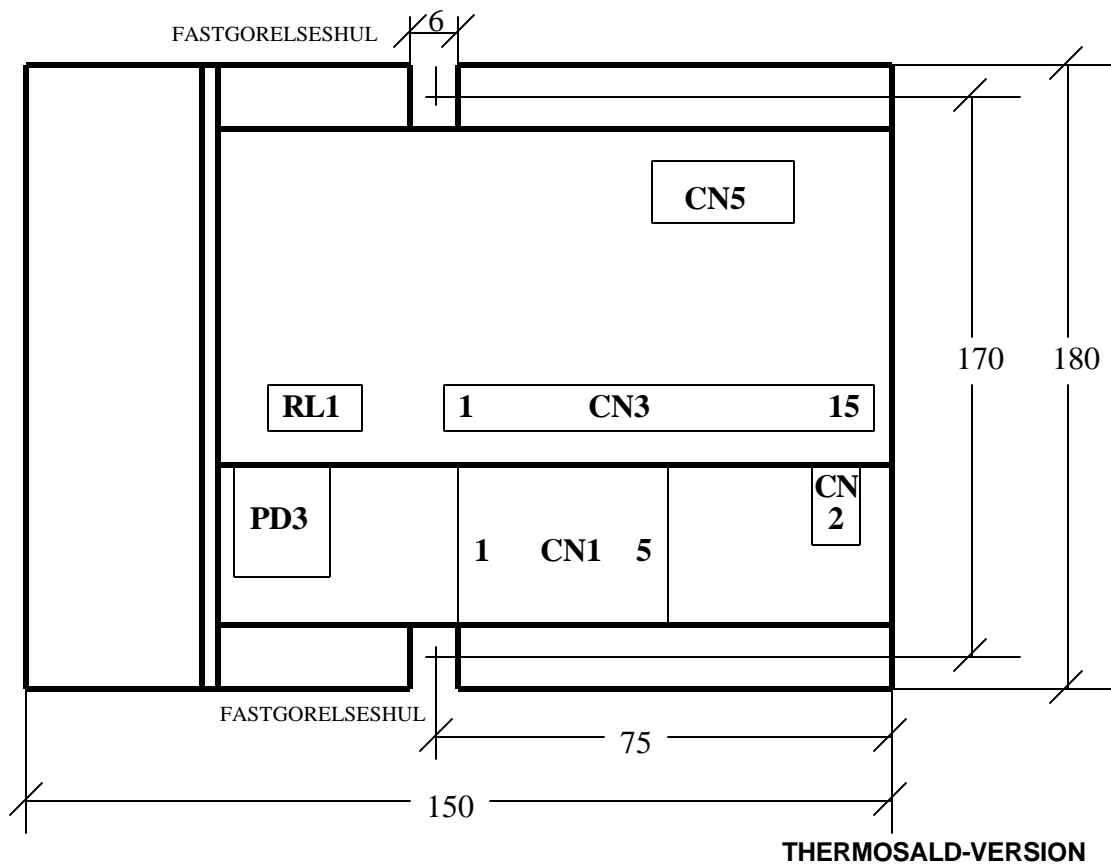 6
FASTGORELSESHUL
CN5
170
180
RL1
1 CN3 15
CN
2
PD3
1 CN1 5
FASTGORELSESHUL
75
150
THERMOSALD-VERSION